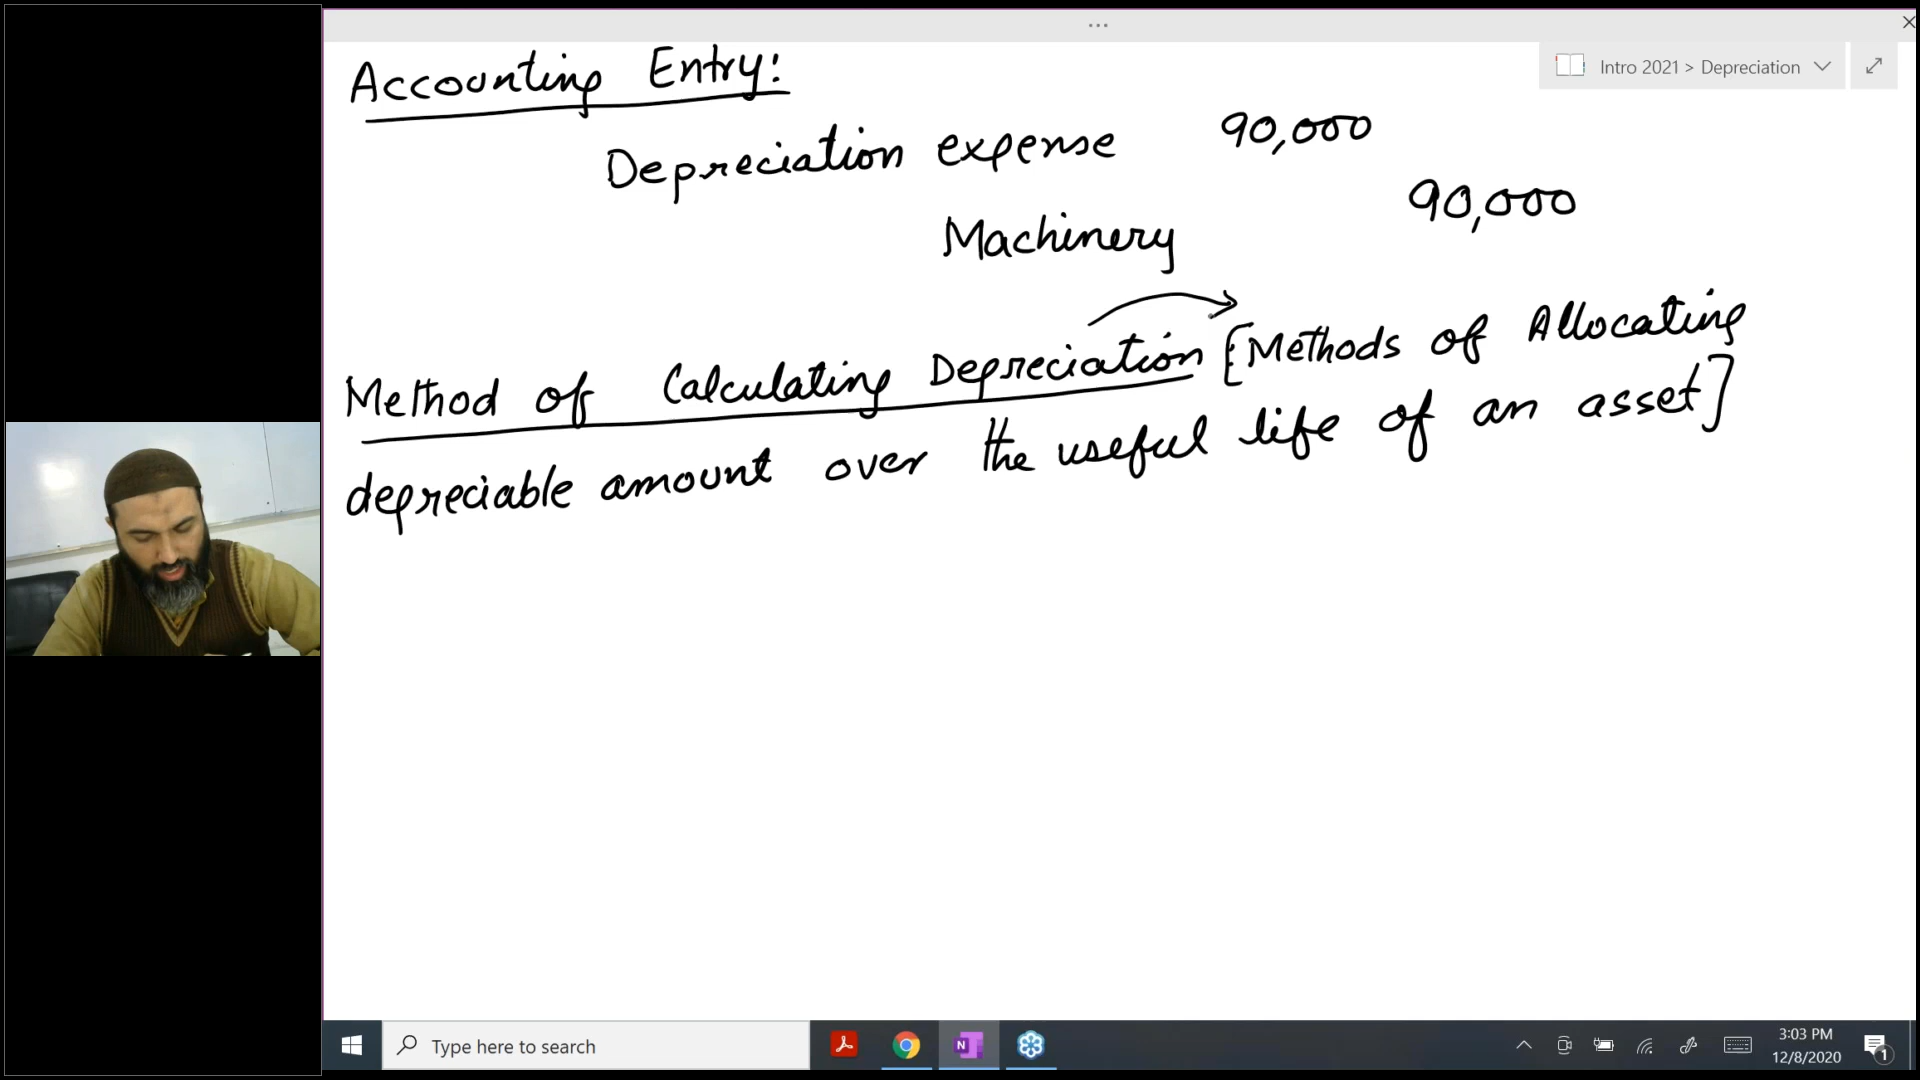 Intro 2021 > Depreciation
Accounting Entry:
Depreciation expense 90,000
Machinery 90,000
Method of Calculating Depreciation [Methods of Allocating
depreciable amount over the useful life of an asset]
Type here to search
N
3:03 PM
12/8/2020
1